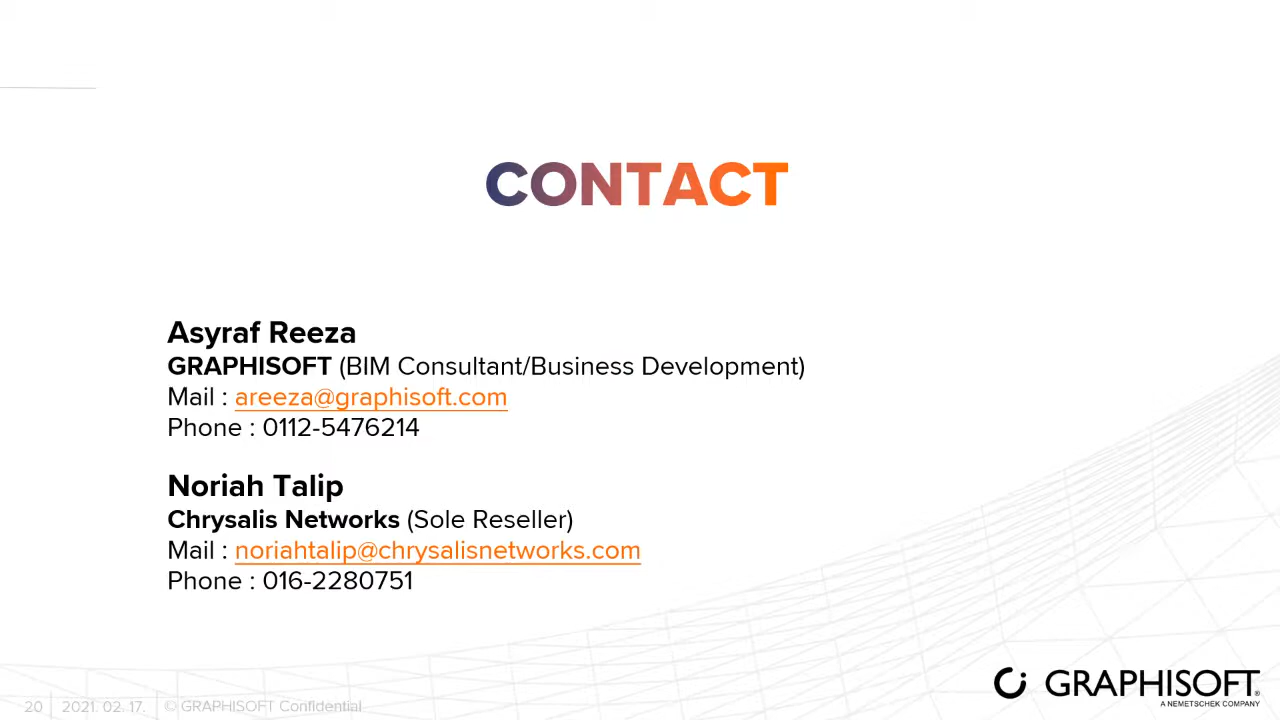 CONTACT
Asyraf Reeza
GRAPHISOFT (BIM Consultant/Business Development)
Mail : areeza@graphisoft.com
Phone : 0112-5476214
Noriah Talip
Chrysalis Networks (Sole Reseller)
Mail : noriahtalip@chrysalisnetworks.com
Phone : 016-2280751
20 2021. 02. 17. © GRAPHISOFT Confidential
GRAPHISOFT®
A NEMETSCHEK COMPANY